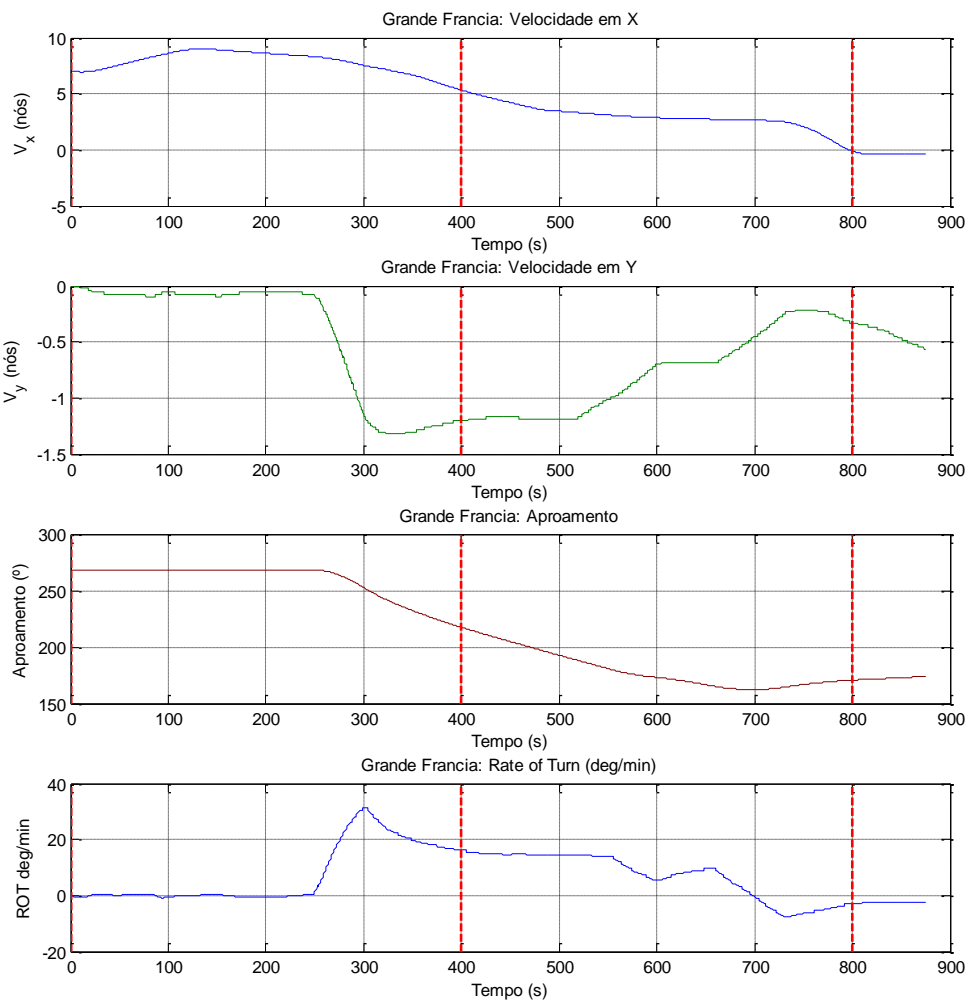 Grande Francia: Velocidade em X
10
5
0
-5
V_x (nós)
0 100 200 300 400 500 600 700 800 900
Tempo (s)
Grande Francia: Velocidade em Y
0
-0.5
-1
-1.5
V_y (nós)
0 100 200 300 400 500 600 700 800 900
Tempo (s)
Grande Francia: Aproamento
300
250
200
150
Aproamento (º)
0 100 200 300 400 500 600 700 800 900
Tempo (s)
Grande Francia: Rate of Turn (deg/min)
40
20
0
-20
ROT deg/min
0 100 200 300 400 500 600 700 800 900
Tempo (s)